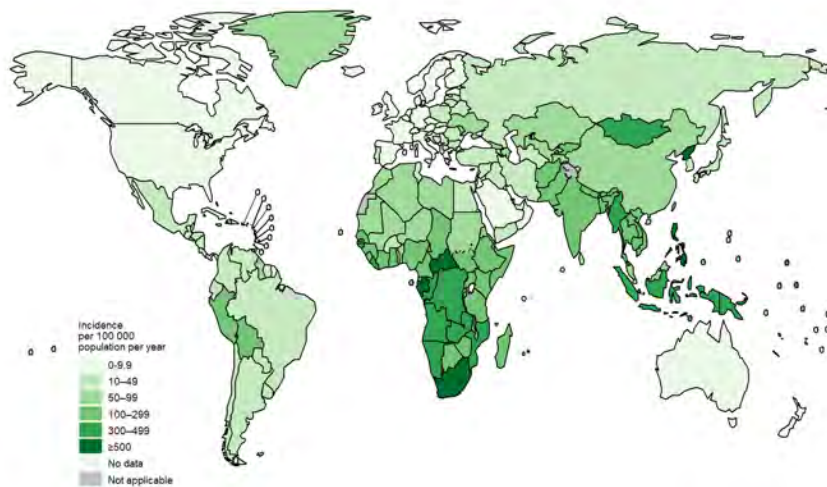 Incidence
per 100 000
population per year
0-9.9
10–49
50–99
100–299
300–499
≥500
No data
Not applicable